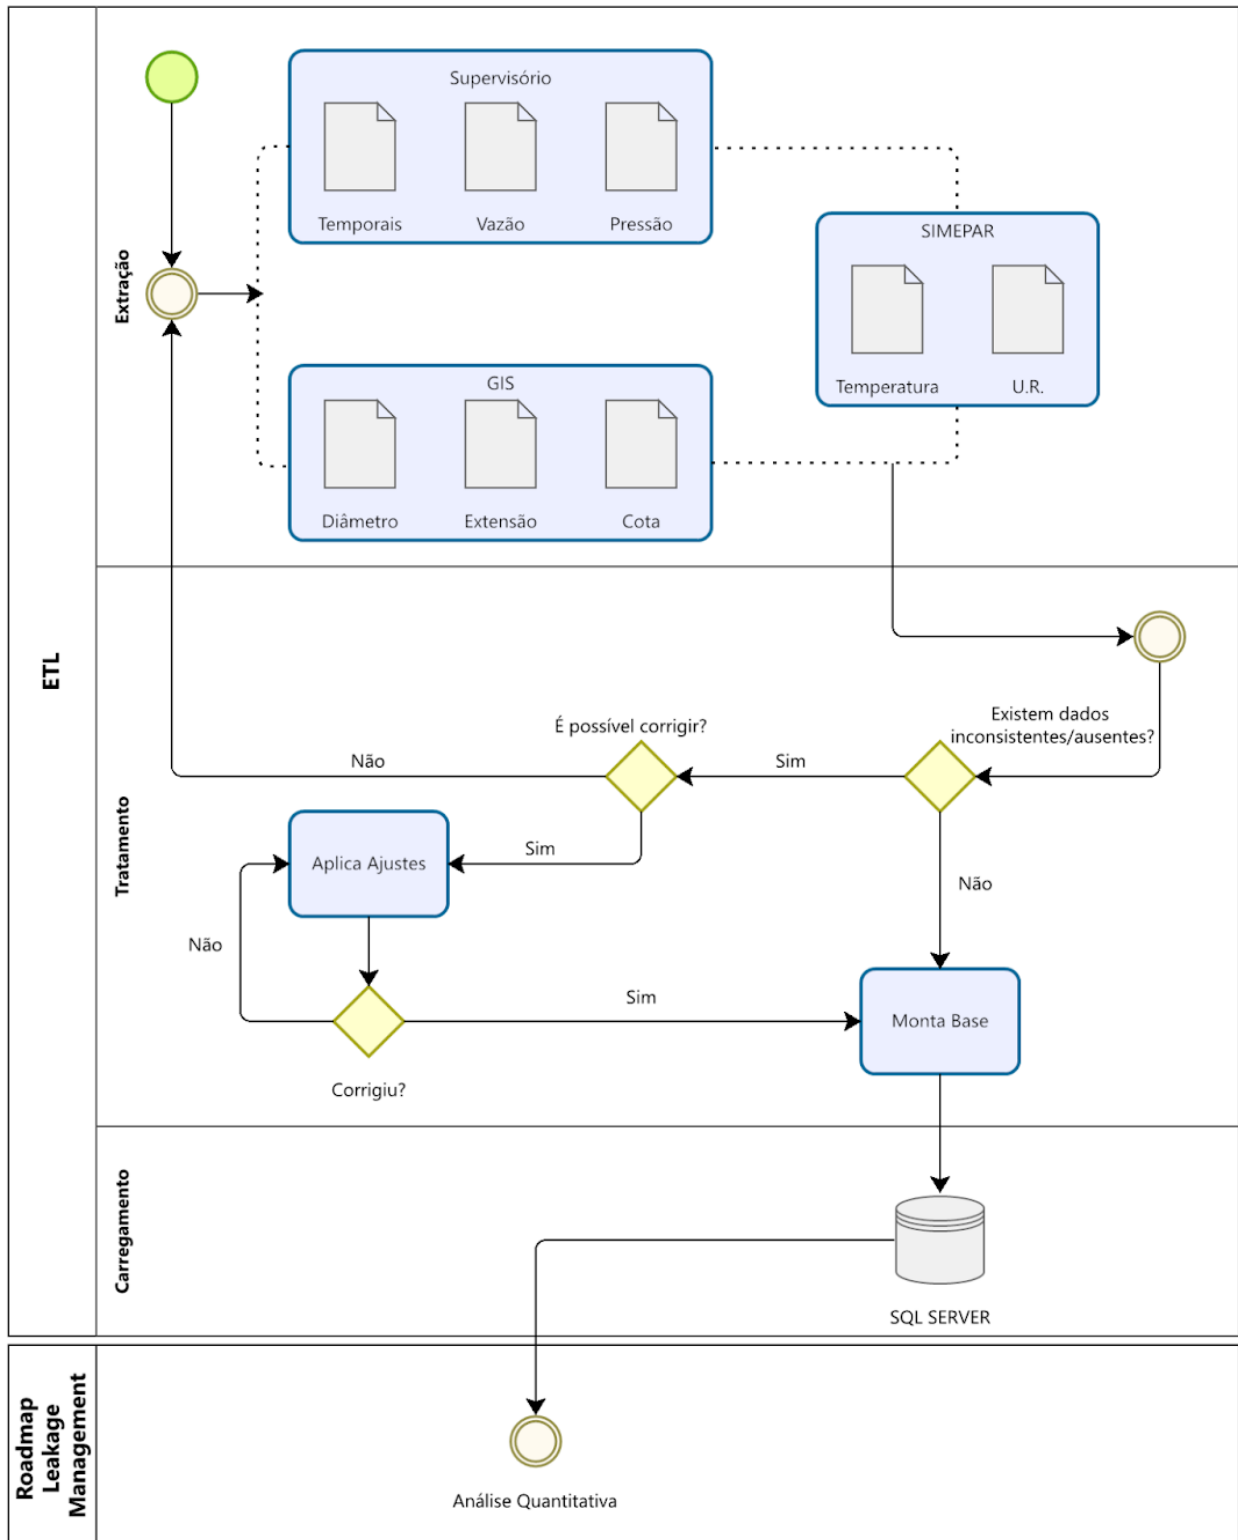 ETL
Extração
Supervisório
Temporais
Vazão
Pressão
SIMEPAR
Temperatura
U.R.
GIS
Diâmetro
Extensão
Cota
Tratamento
Existem dados
inconsistentes/ausentes?
É possível corrigir?
Sim
Não
Sim
Aplica Ajustes
Não
Não
Sim
Monta Base
Corrigiu?
Carregamento
SQL SERVER
Roadmap
Leakage
Management
Análise Quantitativa